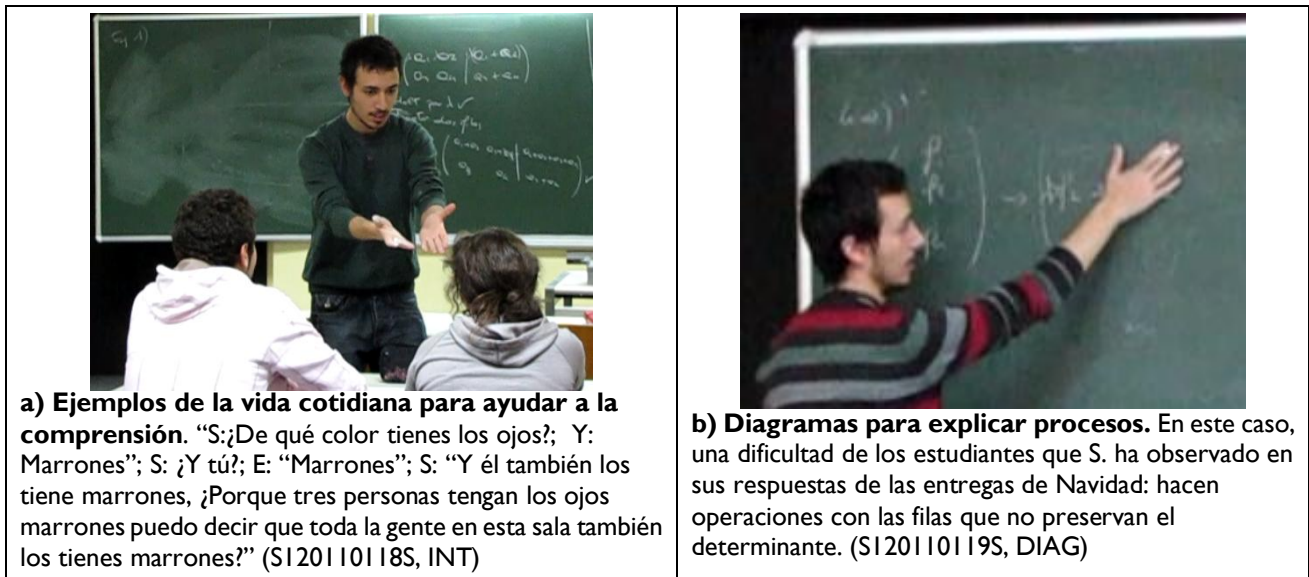 a) Ejemplos de la vida cotidiana para ayudar a la
comprensión. “S:¿De qué color tienes los ojos?; Y:
Marrones”; S: ¿Y tú?; E: “Marrones”; S: “Y él también los
tiene marrones, ¿Porque tres personas tengan los ojos
marrones puedo decir que toda la gente en esta sala también
los tienes marrones?” (S120110118S, INT)
b) Diagramas para explicar procesos. En este caso,
una dificultad de los estudiantes que S. ha observado en
sus respuestas de las entregas de Navidad: hacen
operaciones con las filas que no preservan el
determinante. (S120110119S, DIAG)